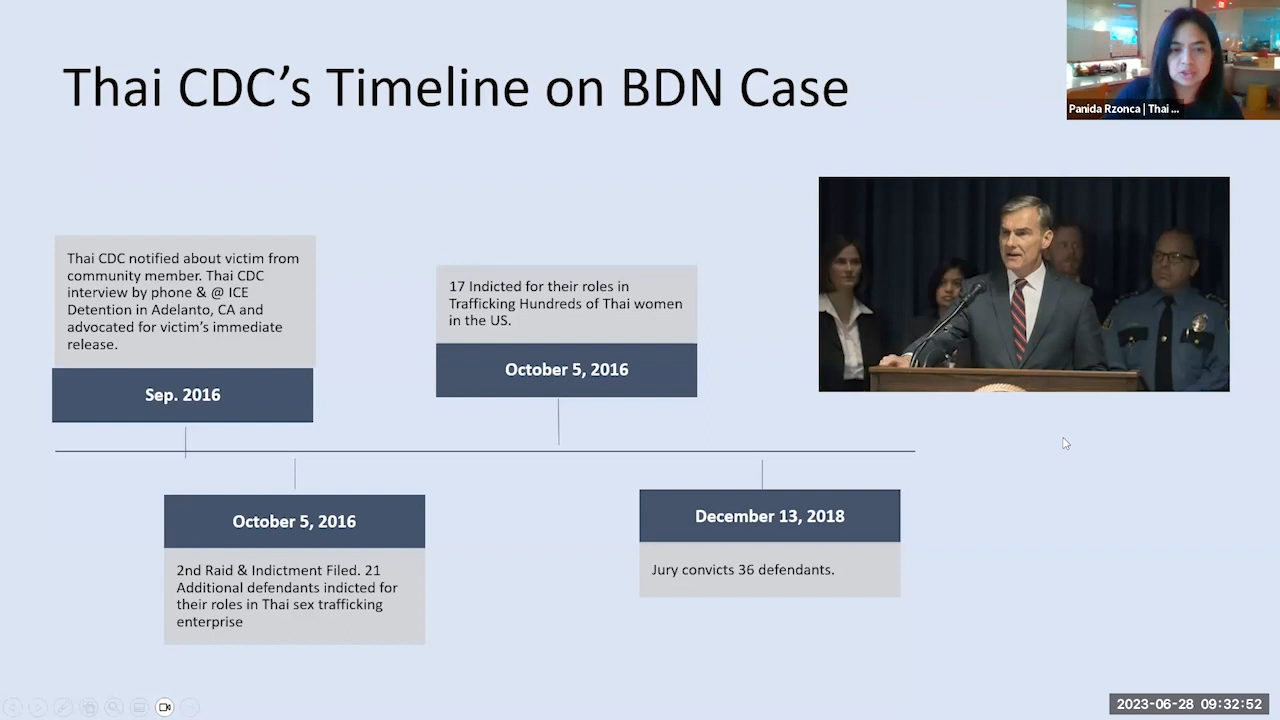 Thai CDC’s Timeline on BDN Case
Panida Rzonca | Thai ...
Thai CDC notified about victim from
community member. Thai CDC
interview by phone & @ ICE
Detention in Adelanto, CA and
advocated for victim’s immediate
release.
Sep. 2016
17 Indicted for their roles in
Trafficking Hundreds of Thai women
in the US.
October 5, 2016
October 5, 2016
2nd Raid & Indictment Filed. 21
Additional defendants indicted for
their roles in Thai sex trafficking
enterprise
December 13, 2018
Jury convicts 36 defendants.
2023-06-28 09:32:52